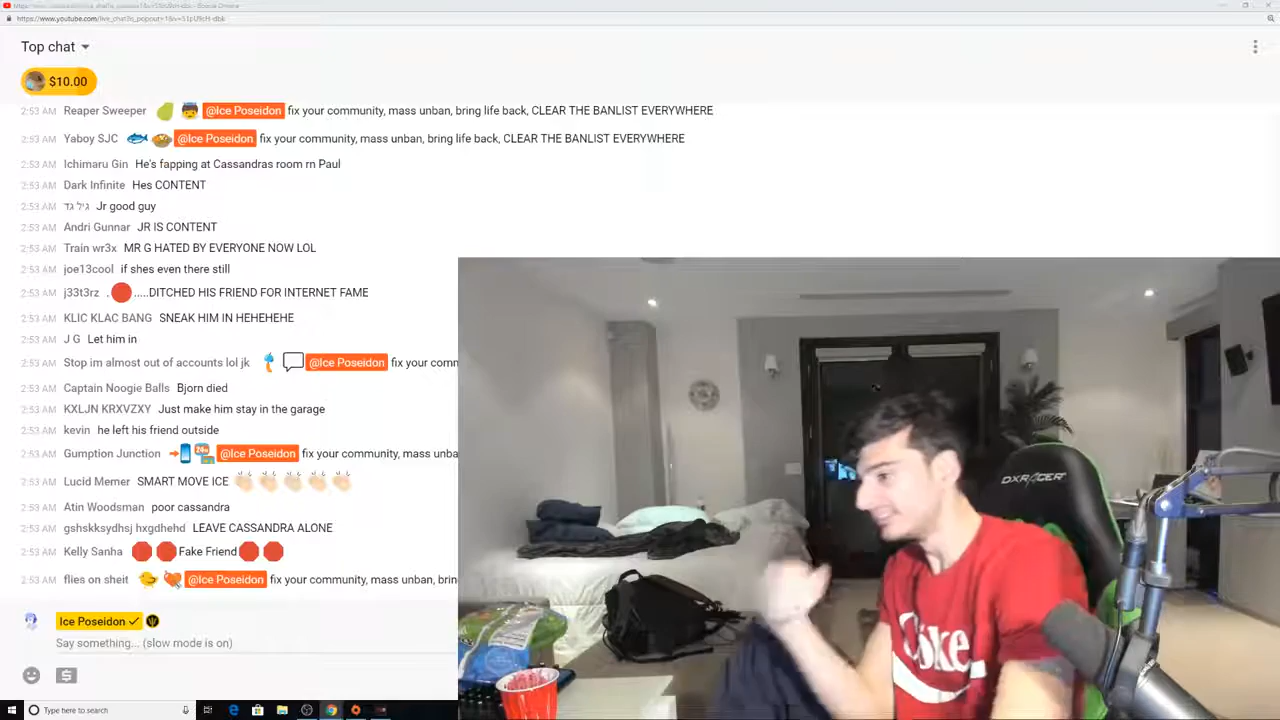 https://www.youtube.com/live_chat?is_popout=1&v=S1pU9sH-dbk
Top chat
$10.00
2:53 AM Reaper Sweeper @Ice Poseidon fix your community, mass unban, bring life back, CLEAR THE BANLIST EVERYWHERE
2:53 AM Yaboy SJC @Ice Poseidon fix your community, mass unban, bring life back, CLEAR THE BANLIST EVERYWHERE
2:53 AM Ichimaru Gin He's fapping at Cassandras room rn Paul
2:53 AM Dark Infinite Hes CONTENT
2:53 AM גיל גד Jr good guy
2:53 AM Andri Gunnar JR IS CONTENT
2:53 AM Train wr3x MR G HATED BY EVERYONE NOW LOL
2:53 AM joe13cool if shes even there still
2:53 AM j33t3rz . .....DITCHED HIS FRIEND FOR INTERNET FAME
2:53 AM KLIC KLAC BANG SNEAK HIM IN HEHEHEHE
2:53 AM J G Let him in
2:53 AM Stop im almost out of accounts lol jk @Ice Poseidon fix your comm
2:53 AM Captain Noogie Balls Bjorn died
2:53 AM KXLJN KRXVZXY Just make him stay in the garage
2:53 AM kevin he left his friend outside
2:53 AM Gumption Junction @Ice Poseidon fix your community, mass unba
2:53 AM Lucid Memer SMART MOVE ICE
2:53 AM Atin Woodsman poor cassandra
2:53 AM gshskksydhsj hxgdhehd LEAVE CASSANDRA ALONE
2:53 AM Kelly Sanha Fake Friend
2:53 AM flies on sheit @Ice Poseidon fix your community, mass unban, brin
Ice Poseidon
Say something... (slow mode is on)
DXRACER
Coke
Type here to search